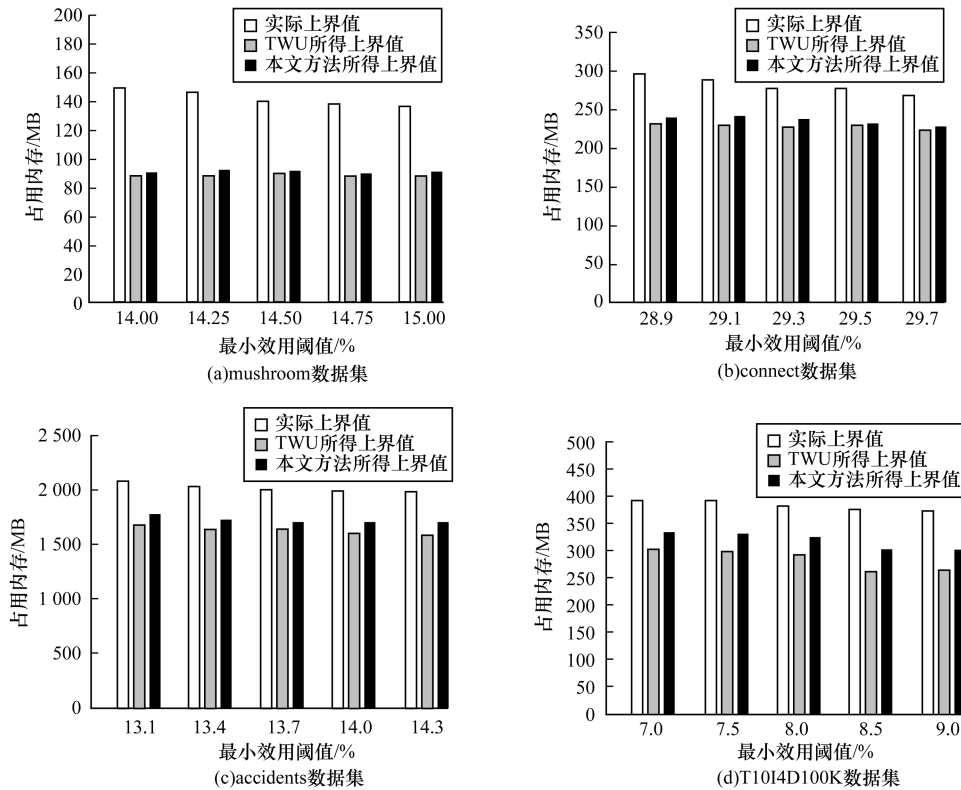 实际上界值
TWU所得上界值
本文方法所得上界值
占用内存/MB
200
180
160
140
120
100
80
60
40
20
0
14.00 14.25 14.50 14.75 15.00
最小效用阈值/%
(a)mushroom数据集
实际上界值
TWU所得上界值
本文方法所得上界值
占用内存/MB
350
300
250
200
150
100
50
0
28.9 29.1 29.3 29.5 29.7
最小效用阈值/%
(b)connect数据集
实际上界值
TWU所得上界值
本文方法所得上界值
占用内存/MB
2 500
2 000
1 500
1 000
500
0
13.1 13.4 13.7 14.0 14.3
最小效用阈值/%
(c)accidents数据集
实际上界值
TWU所得上界值
本文方法所得上界值
占用内存/MB
500
450
400
350
300
250
200
150
100
50
0
7.0 7.5 8.0 8.5 9.0
最小效用阈值/%
(d)T10I4D100K数据集